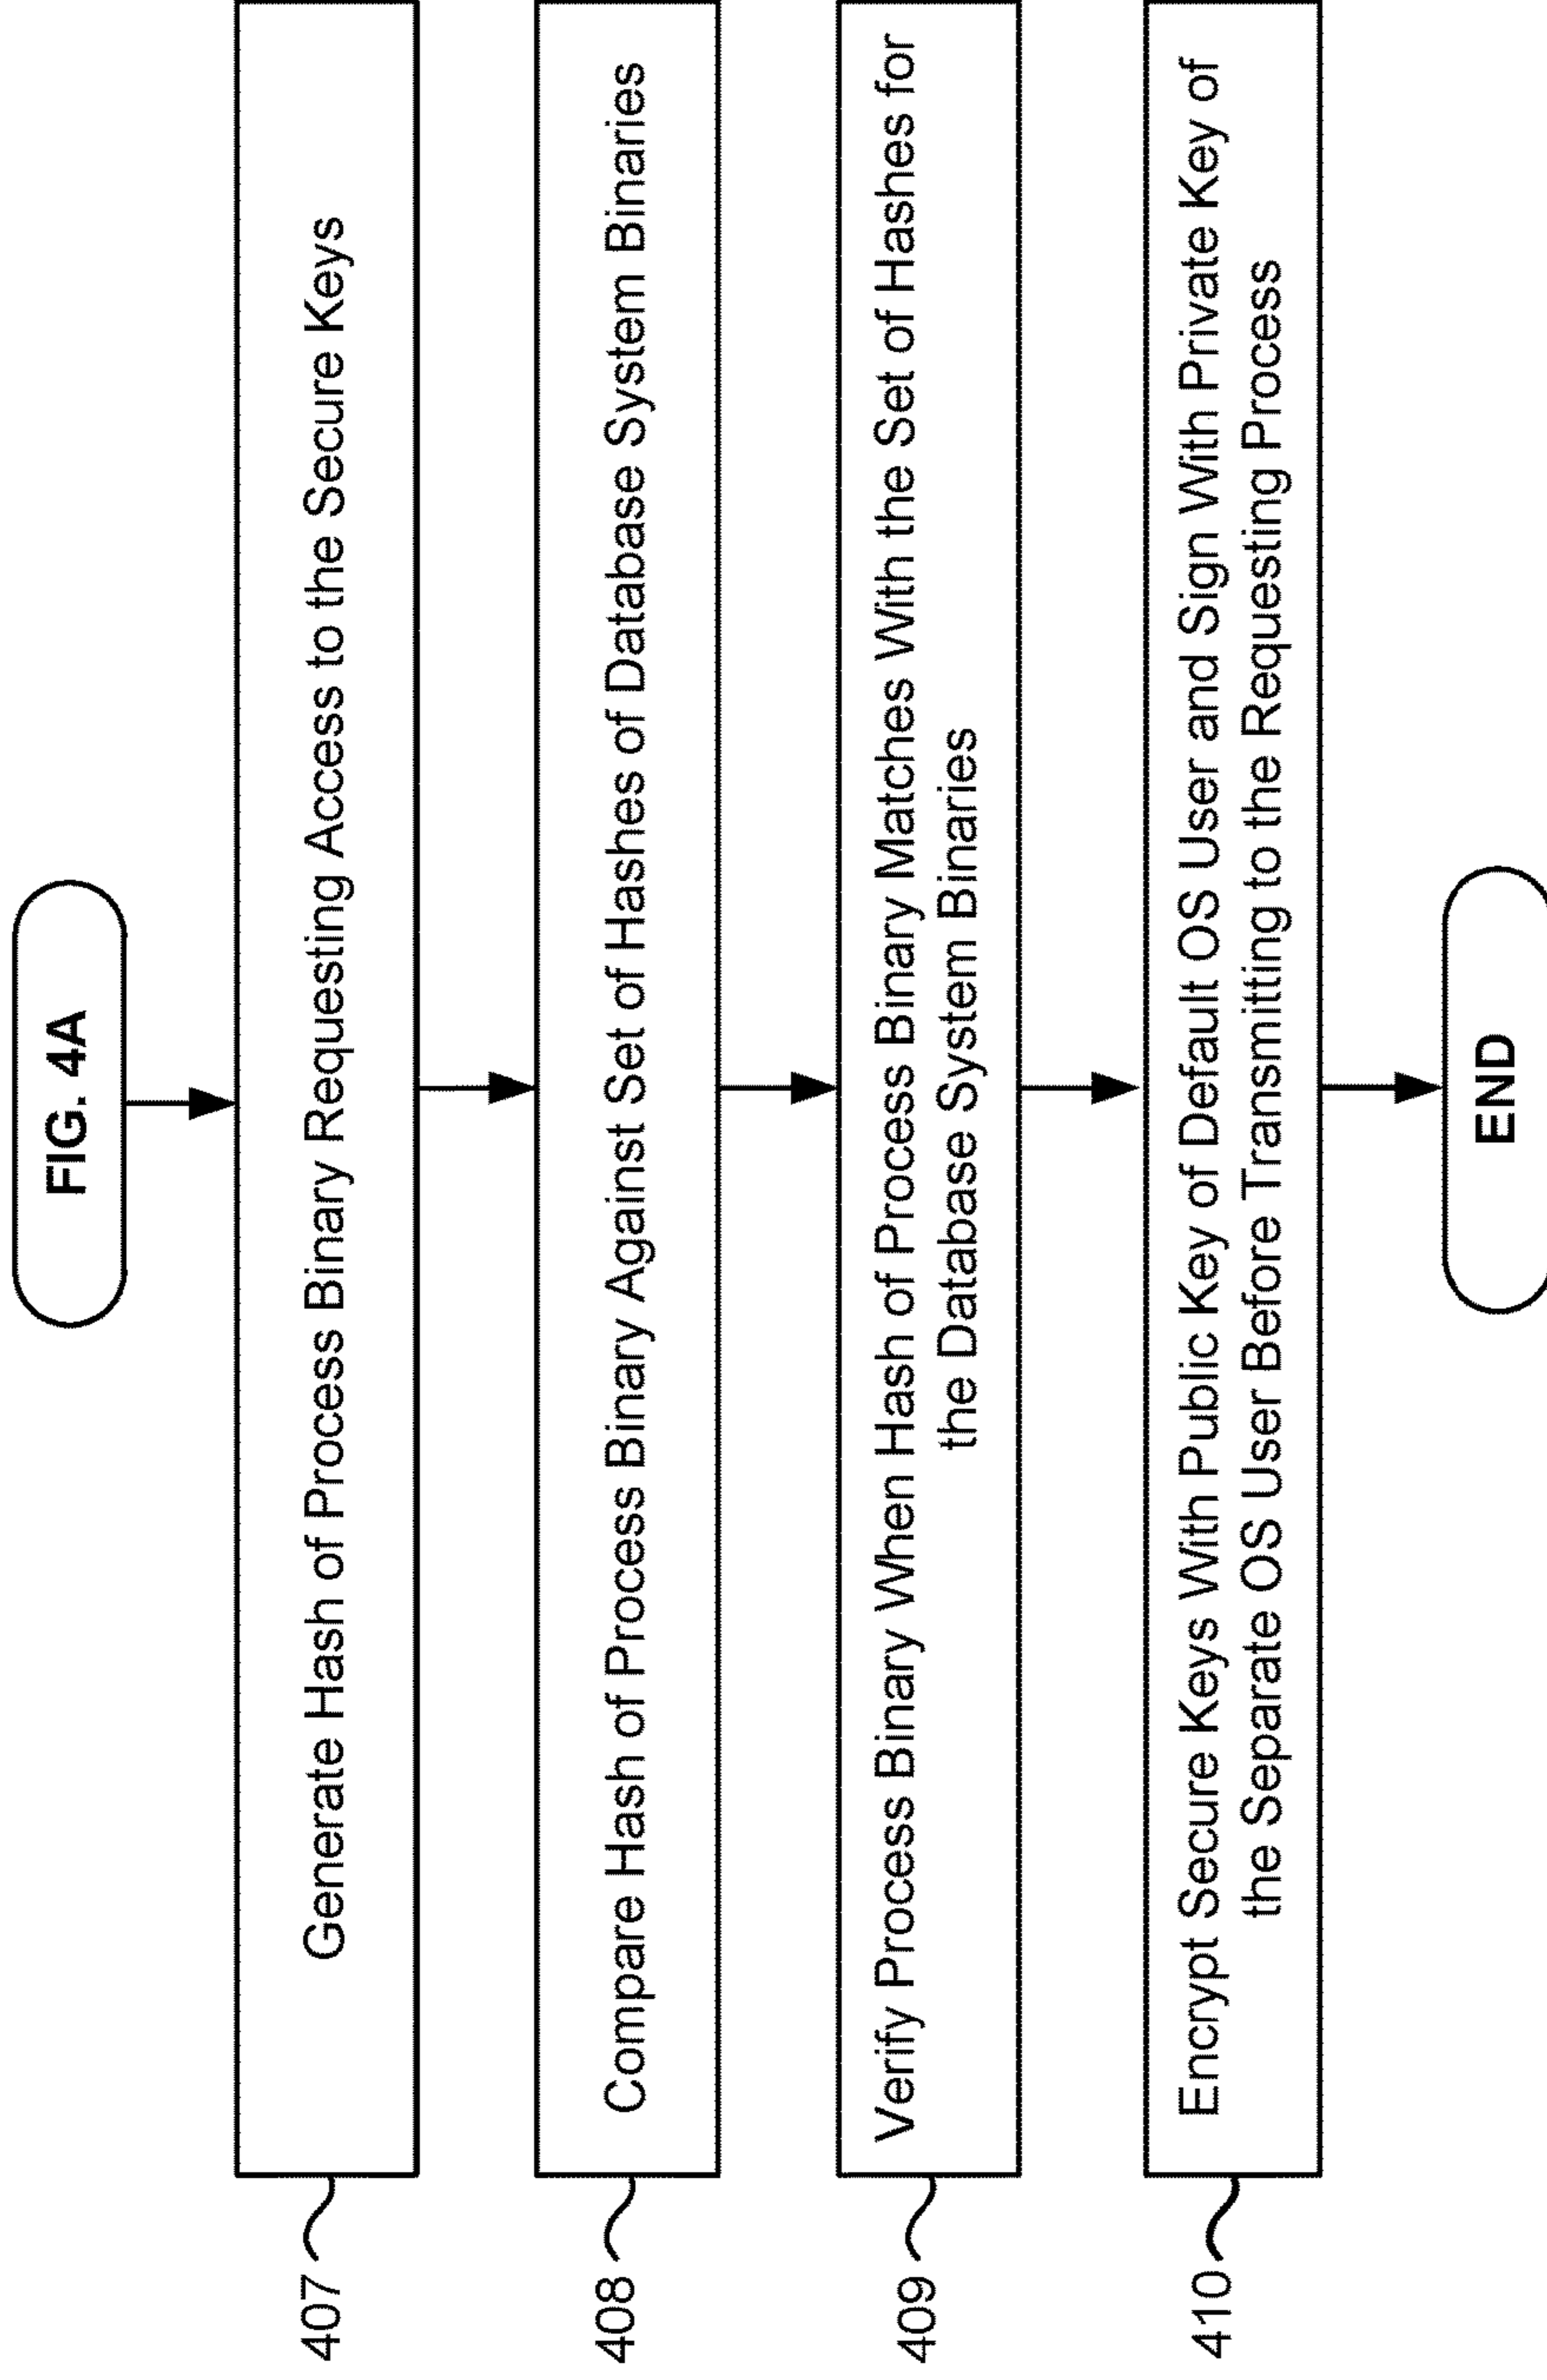 FIG. 4A
407
Generate Hash of Process Binary Requesting Access to the Secure Keys
408
Compare Hash of Process Binary Against Set of Hashes of Database System Binaries
409
Verify Process Binary When Hash of Process Binary Matches With the Set of Hashes for
the Database System Binaries
410
Encrypt Secure Keys With Public Key of Default OS User and Sign With Private Key of
the Separate OS User Before Transmitting to the Requesting Process
END